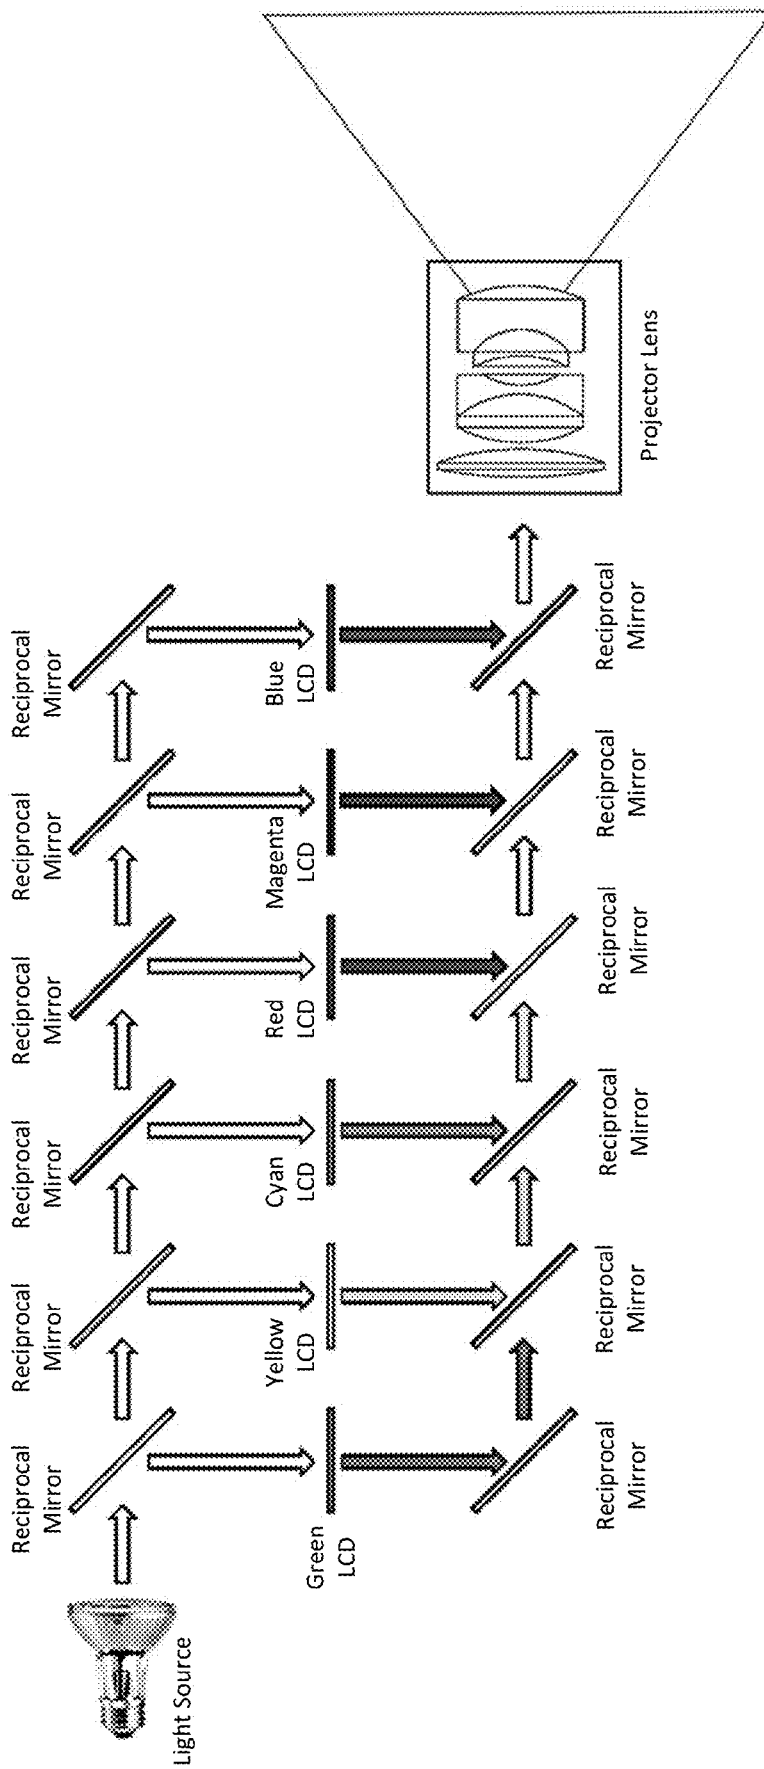 Light Source
Reciprocal
Mirror
Reciprocal
Mirror
Reciprocal
Mirror
Reciprocal
Mirror
Reciprocal
Mirror
Reciprocal
Mirror
Green
LCD
Yellow
LCD
Cyan
LCD
Red
LCD
Magenta
LCD
Blue
LCD
Reciprocal
Mirror
Reciprocal
Mirror
Reciprocal
Mirror
Reciprocal
Mirror
Reciprocal
Mirror
Reciprocal
Mirror
Projector Lens